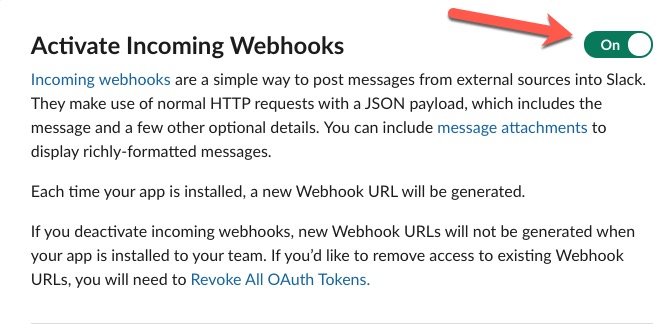 Activate Incoming Webhooks
On
Incoming webhooks are a simple way to post messages from external sources into Slack.
They make use of normal HTTP requests with a JSON payload, which includes the
message and a few other optional details. You can include message attachments to
display richly-formatted messages.
Each time your app is installed, a new Webhook URL will be generated.
If you deactivate incoming webhooks, new Webhook URLs will not be generated when
your app is installed to your team. If you’d like to remove access to existing Webhook
URLs, you will need to Revoke All OAuth Tokens.